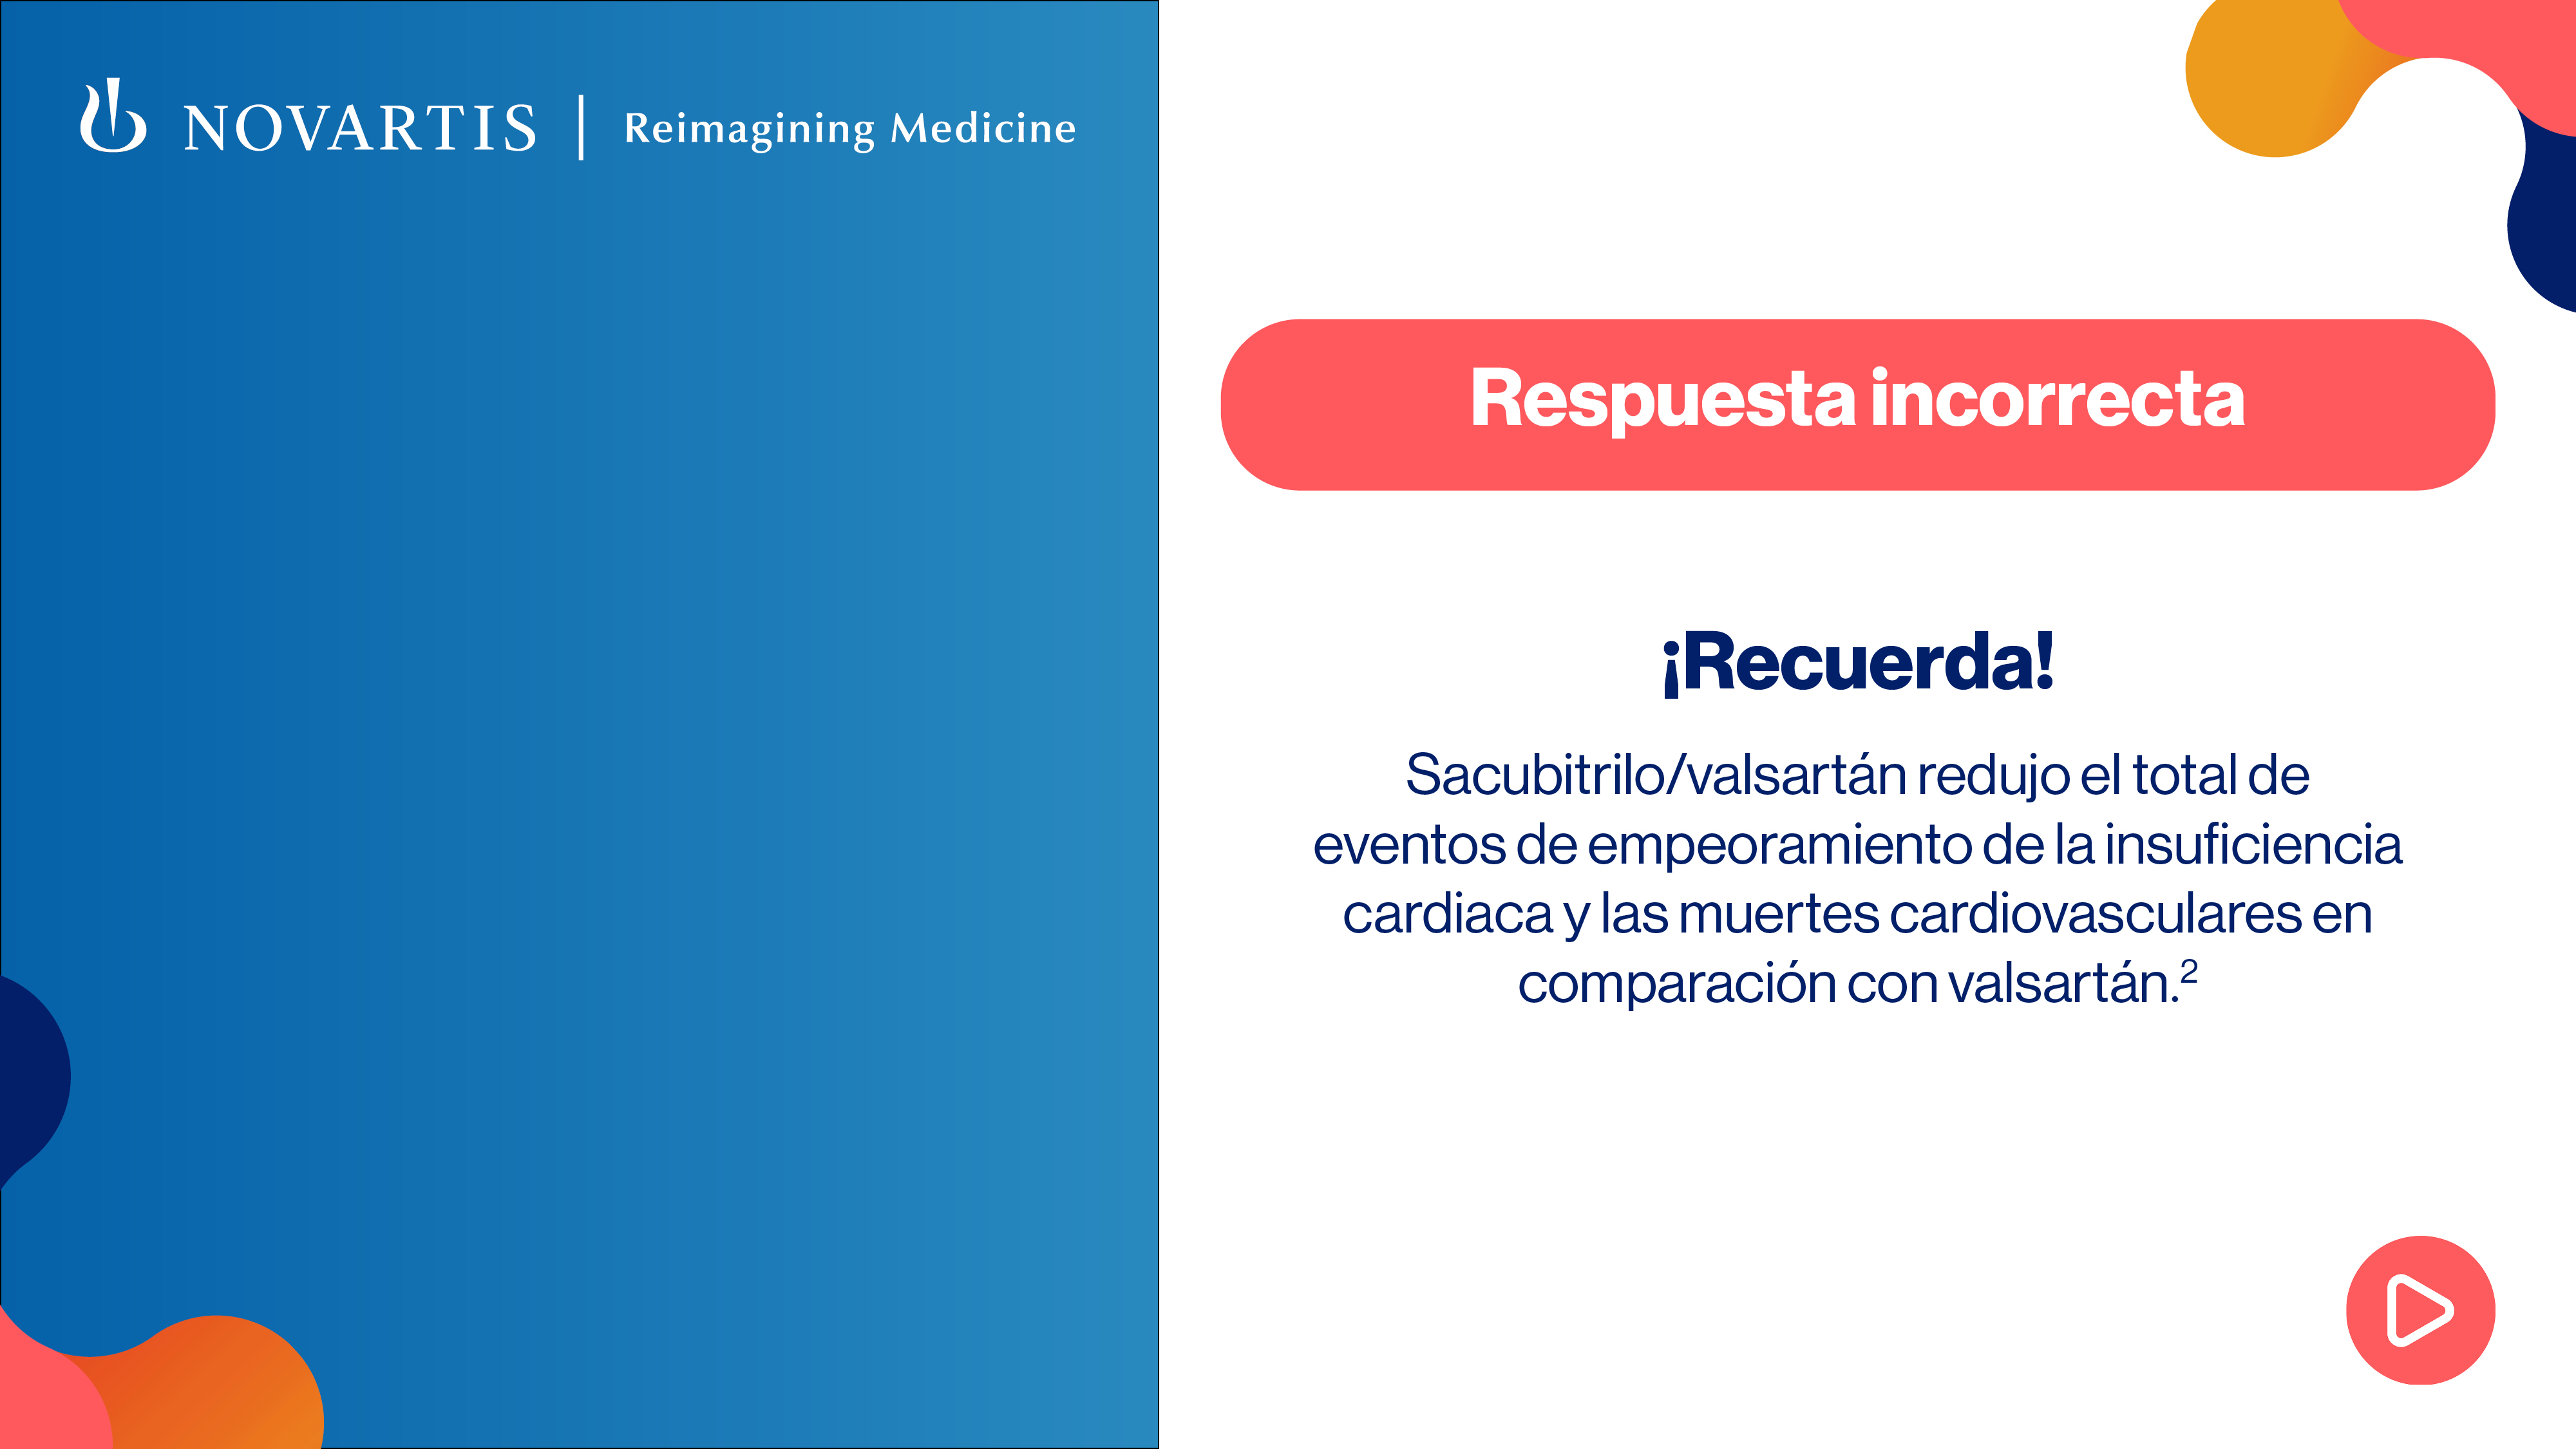 NOVARTIS | Reimagining Medicine
Respuesta incorrecta
¡Recuerda!
Sacubitrilo/valsartán redujo el total de
eventos de empeoramiento de la insuficiencia
cardiaca y las muertes cardiovasculares en
comparación con valsartán.²